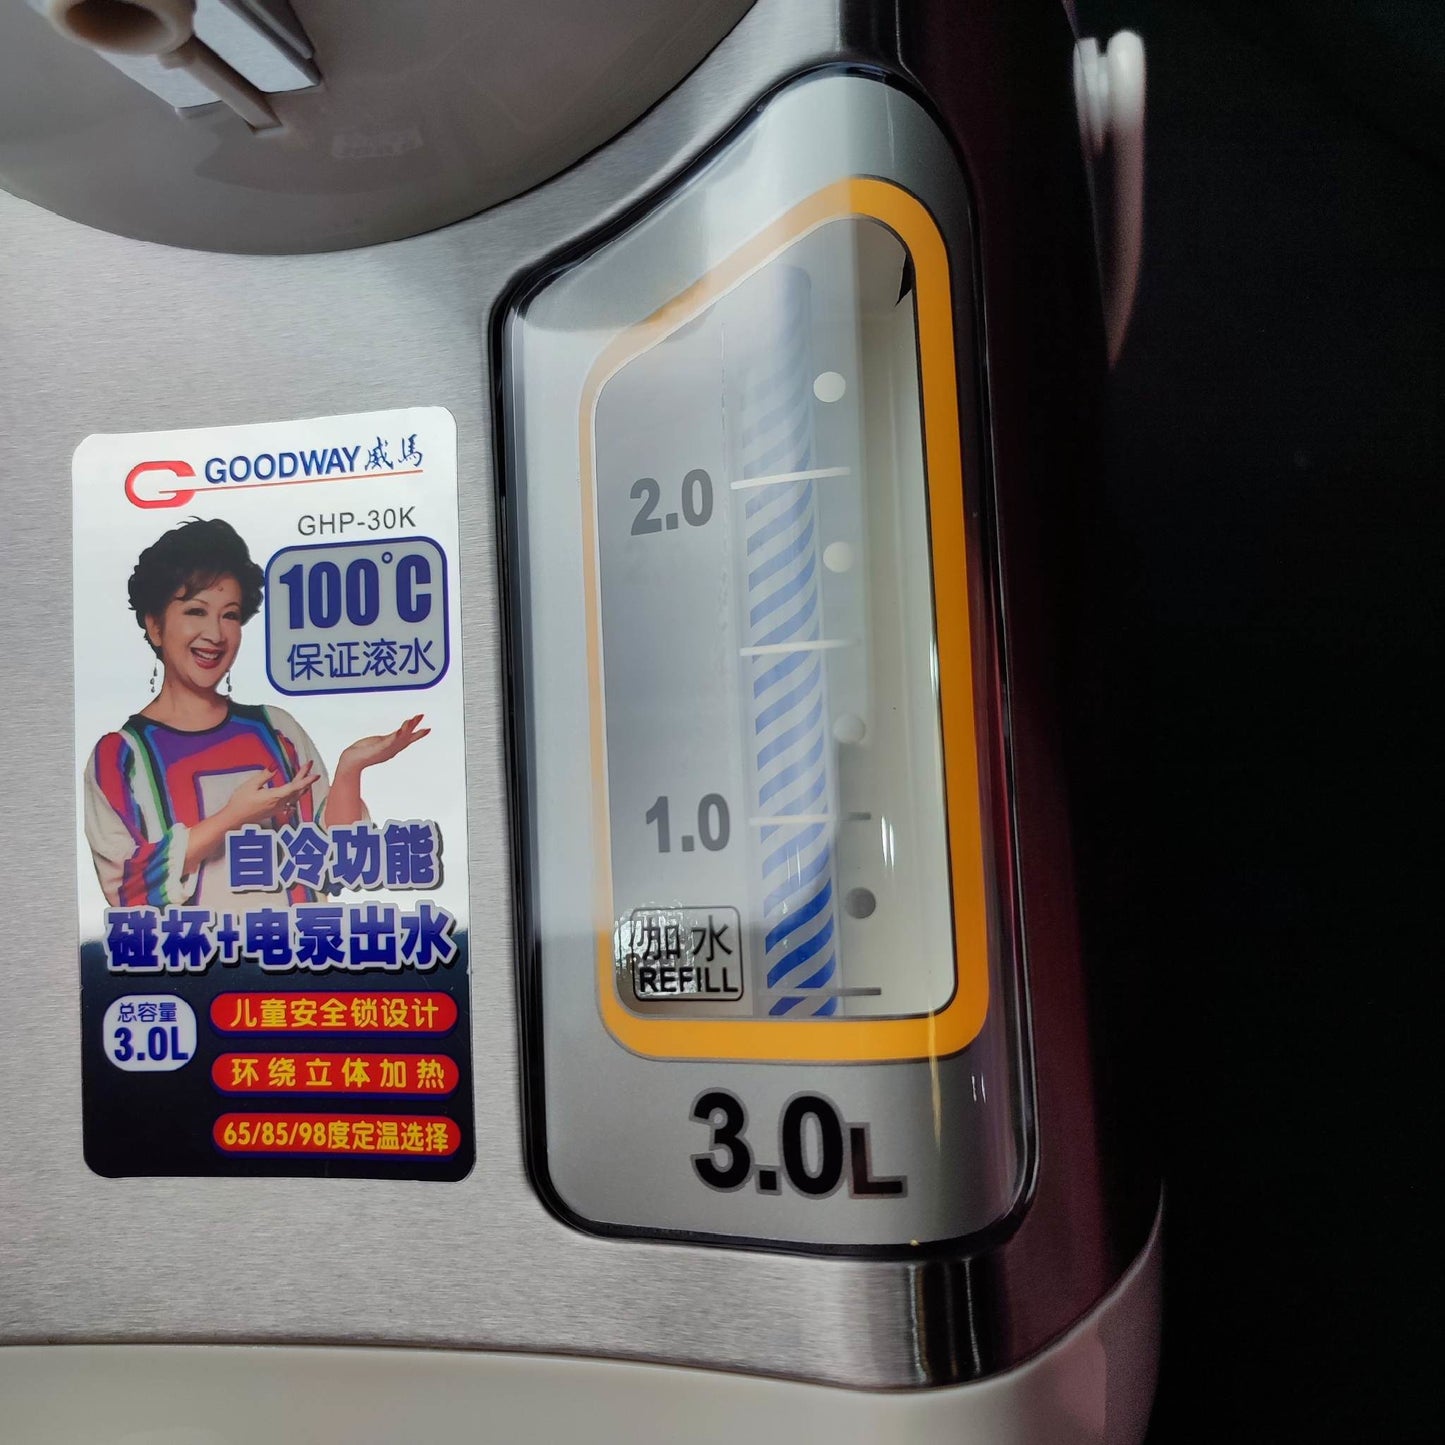 GOODWAY威馬
GHP-30K
100°C
保证滚水
自冷功能
碰杯+电泵出水
总容量
3.0L
儿童安全锁设计
环绕立体加热
65/85/98度定温选择
2.0
1.0
加水
REFILL
3.0L